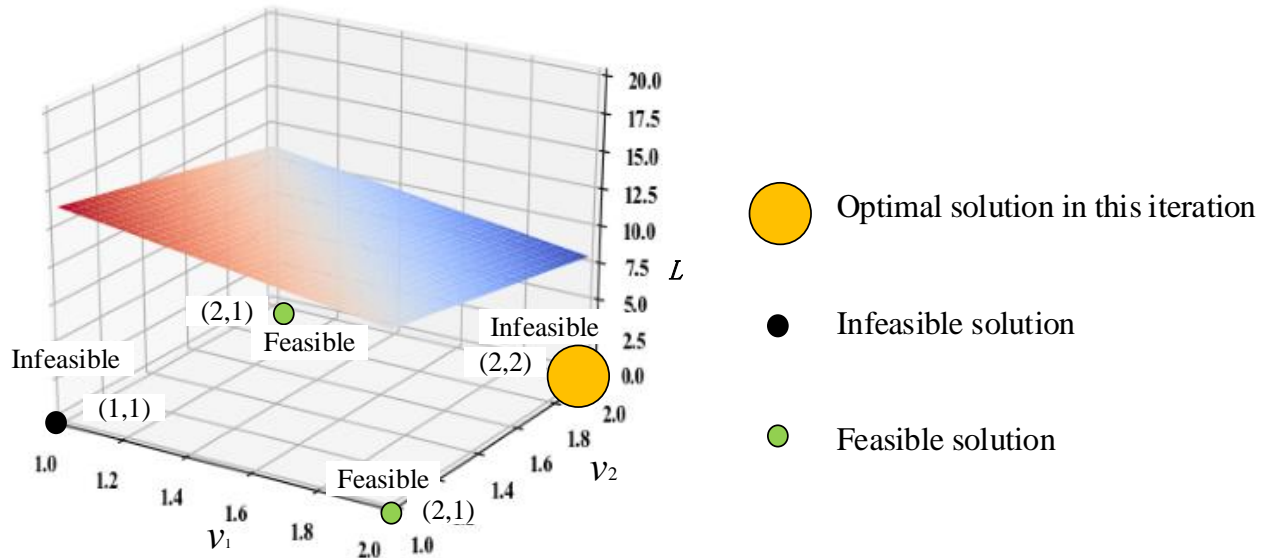 20.0
17.5
15.0
12.5
10.0
7.5
5.0
2.5
0.0
L
(2,1)
Feasible
Infeasible
(2,2)
Infeasible
(1,1)
Feasible
(2,1)
1.0
1.2
1.4
1.6
1.8
2.0
v₁
1.0
1.4
1.6
1.8
2.0
v₂
Optimal solution in this iteration
Infeasible solution
Feasible solution